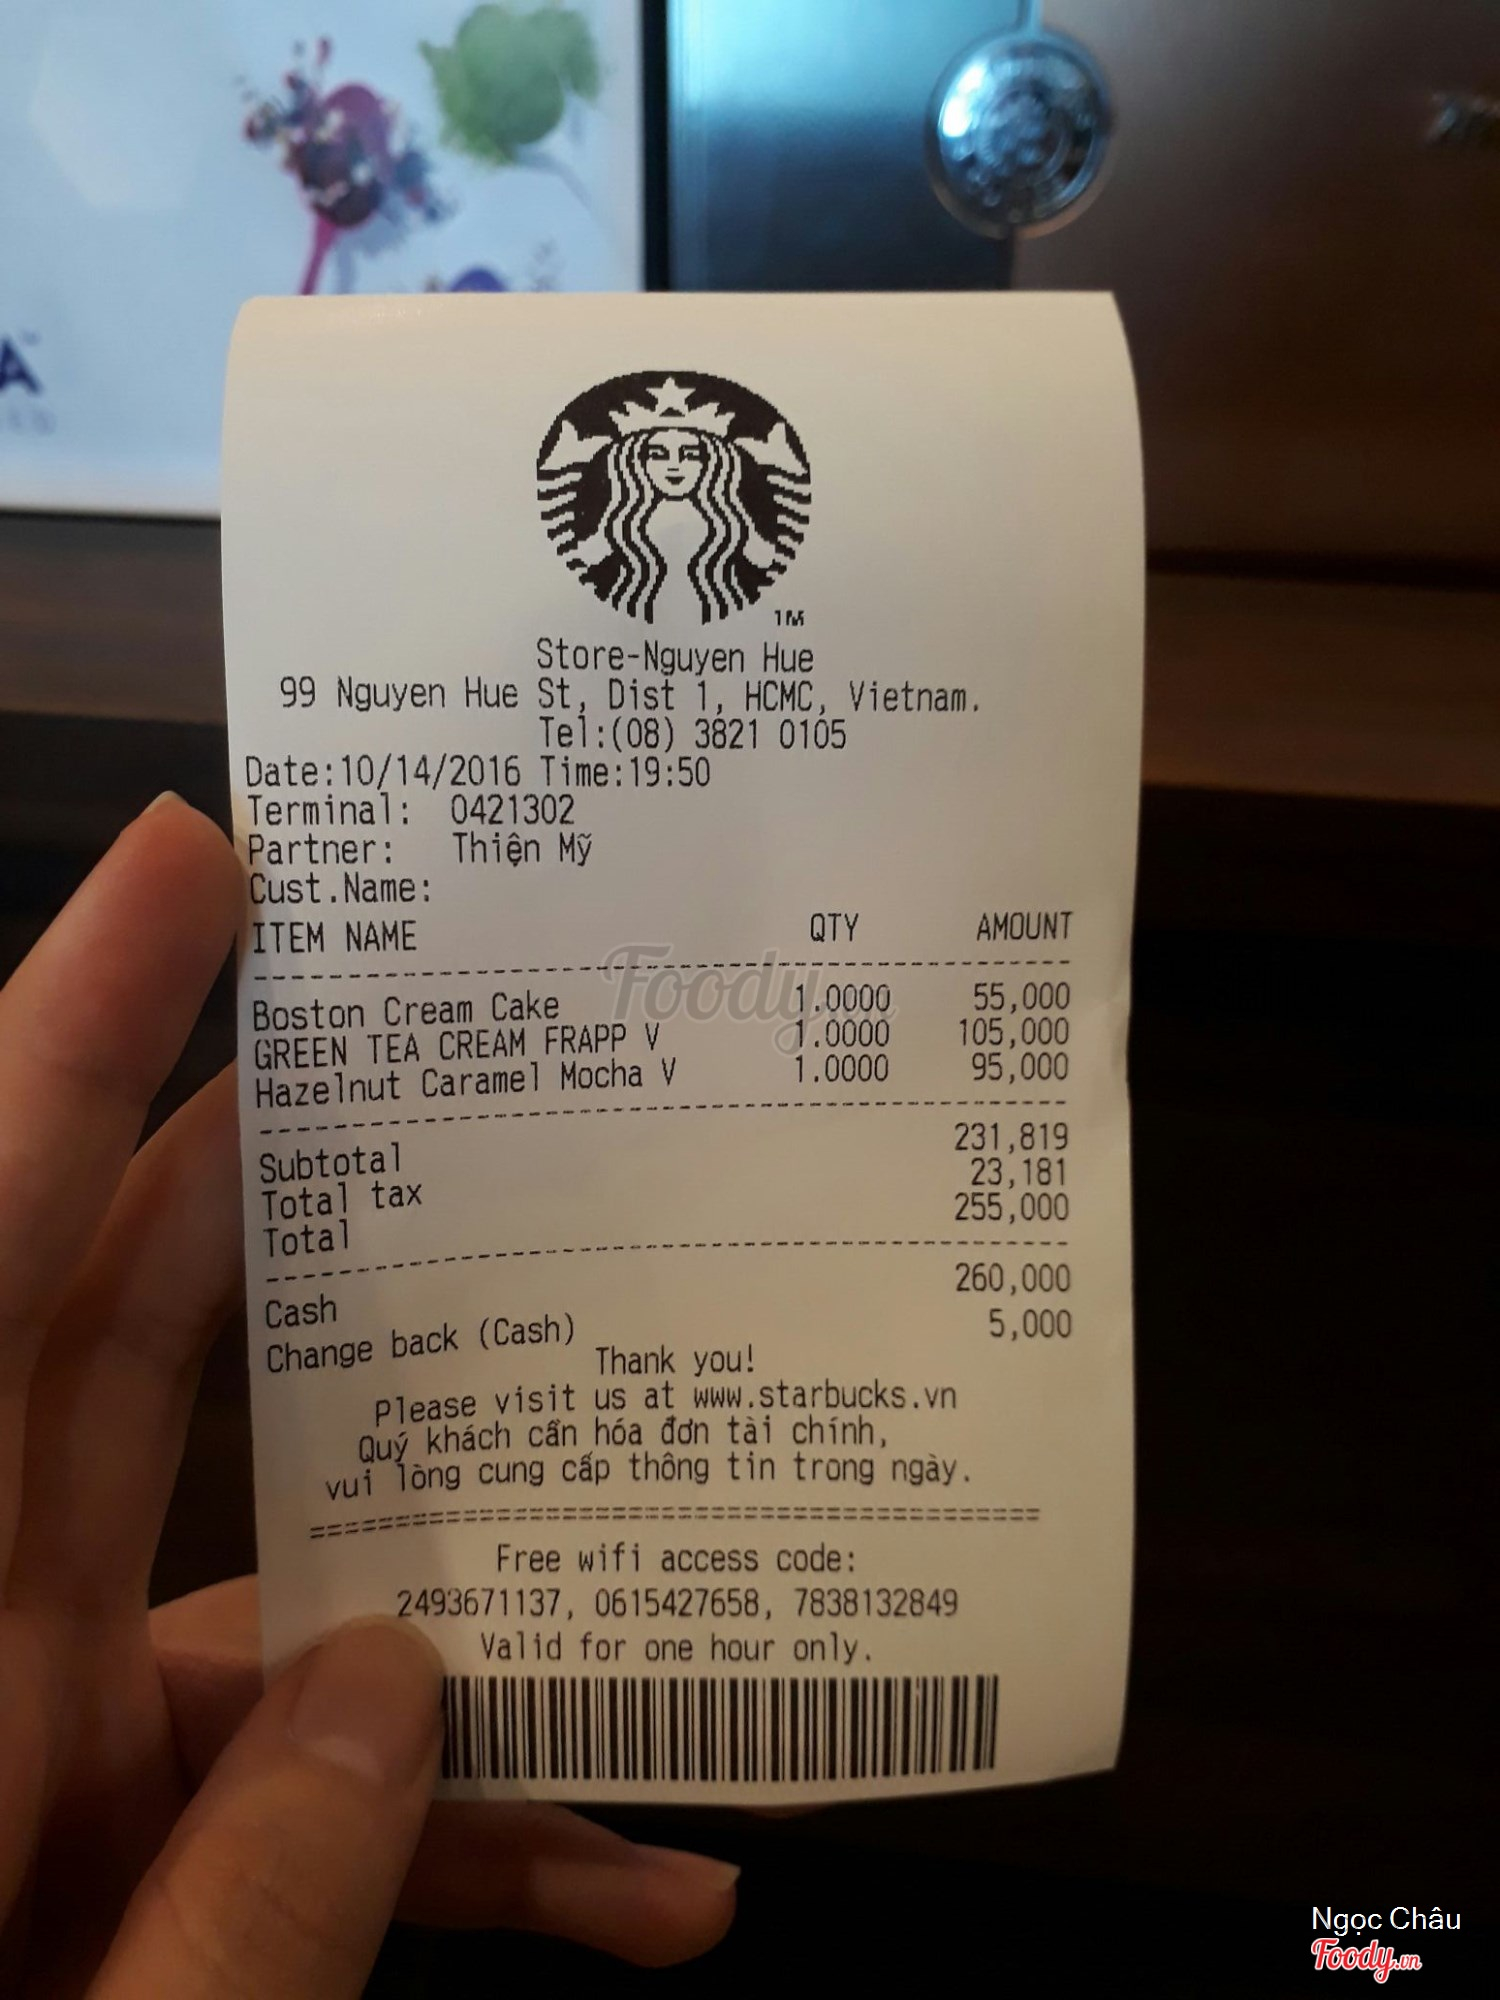 A
TM
Store-Nguyen Hue
99 Nguyen Hue St, Dist 1, HCMC, Vietnam.
Tel:(08) 3821 0105
Date:10/14/2016 Time:19:50
Terminal: 0421302
Partner: Thiện Mỹ
Cust.Name:
ITEM NAME QTY AMOUNT
Boston Cream Cake 1.0000 55,000
GREEN TEA CREAM FRAPP V 1.0000 105,000
Hazelnut Caramel Mocha V 1.0000 95,000
Subtotal 231,819
Total tax 23,181
Total 255,000
Cash 260,000
Change back (Cash) 5,000
Thank you!
Please visit us at www.starbucks.vn
Quý khách cần hóa đơn tài chính,
vui lòng cung cấp thông tin trong ngày.
Free wifi access code:
2493671137, 0615427658, 7838132849
Valid for one hour only.
Foody.vn
Ngọc Châu
Foody.vn